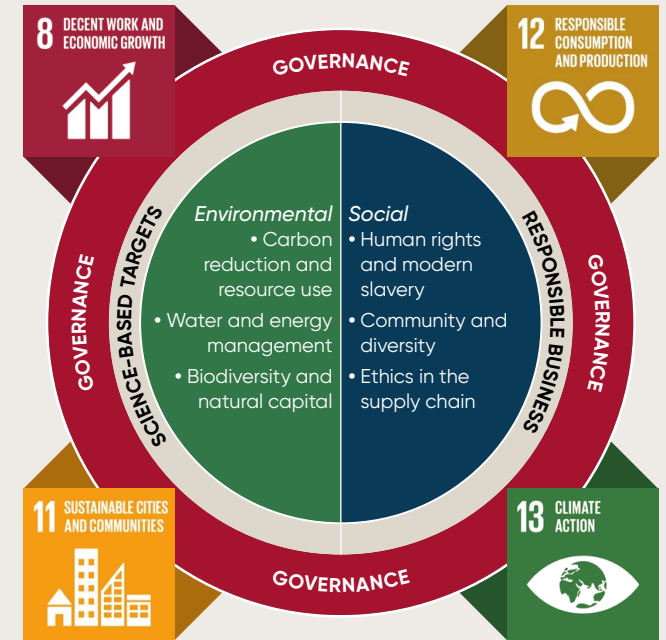 8 DECENT WORK AND
ECONOMIC GROWTH
12 RESPONSIBLE
CONSUMPTION
AND PRODUCTION
GOVERNANCE
GOVERNANCE
SCIENCE-BASED TARGETS
Environmental
• Carbon
reduction and
resource use
• Water and energy
management
• Biodiversity and
natural capital
Social
• Human rights
and modern
slavery
• Community and
diversity
• Ethics in the
supply chain
RESPONSIBLE BUSINESS
GOVERNANCE
11 SUSTAINABLE CITIES
AND COMMUNITIES
GOVERNANCE
13 CLIMATE
ACTION